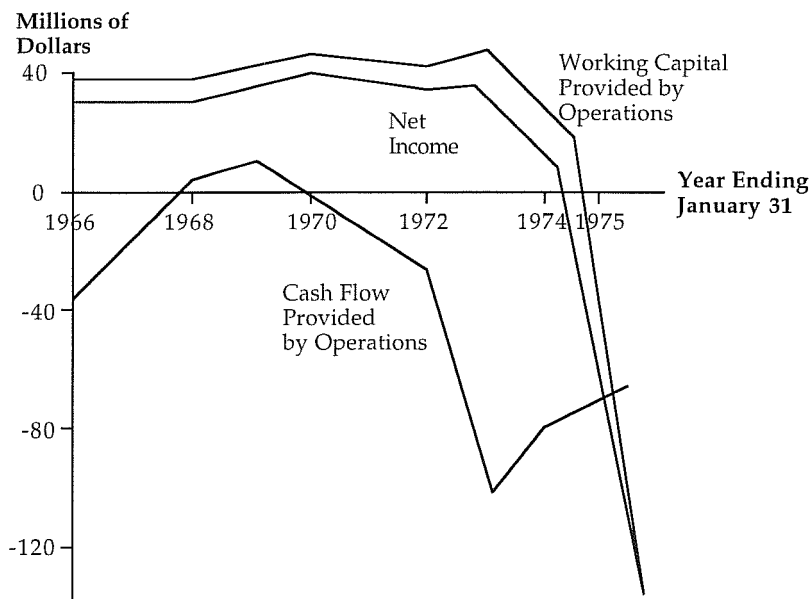 Millions of
Dollars
40
0
-40
-80
-120
Working Capital
Provided by
Operations
Net
Income
Year Ending
January 31
1966
1968
1970
1972
1974
1975
Cash Flow
Provided
by Operations